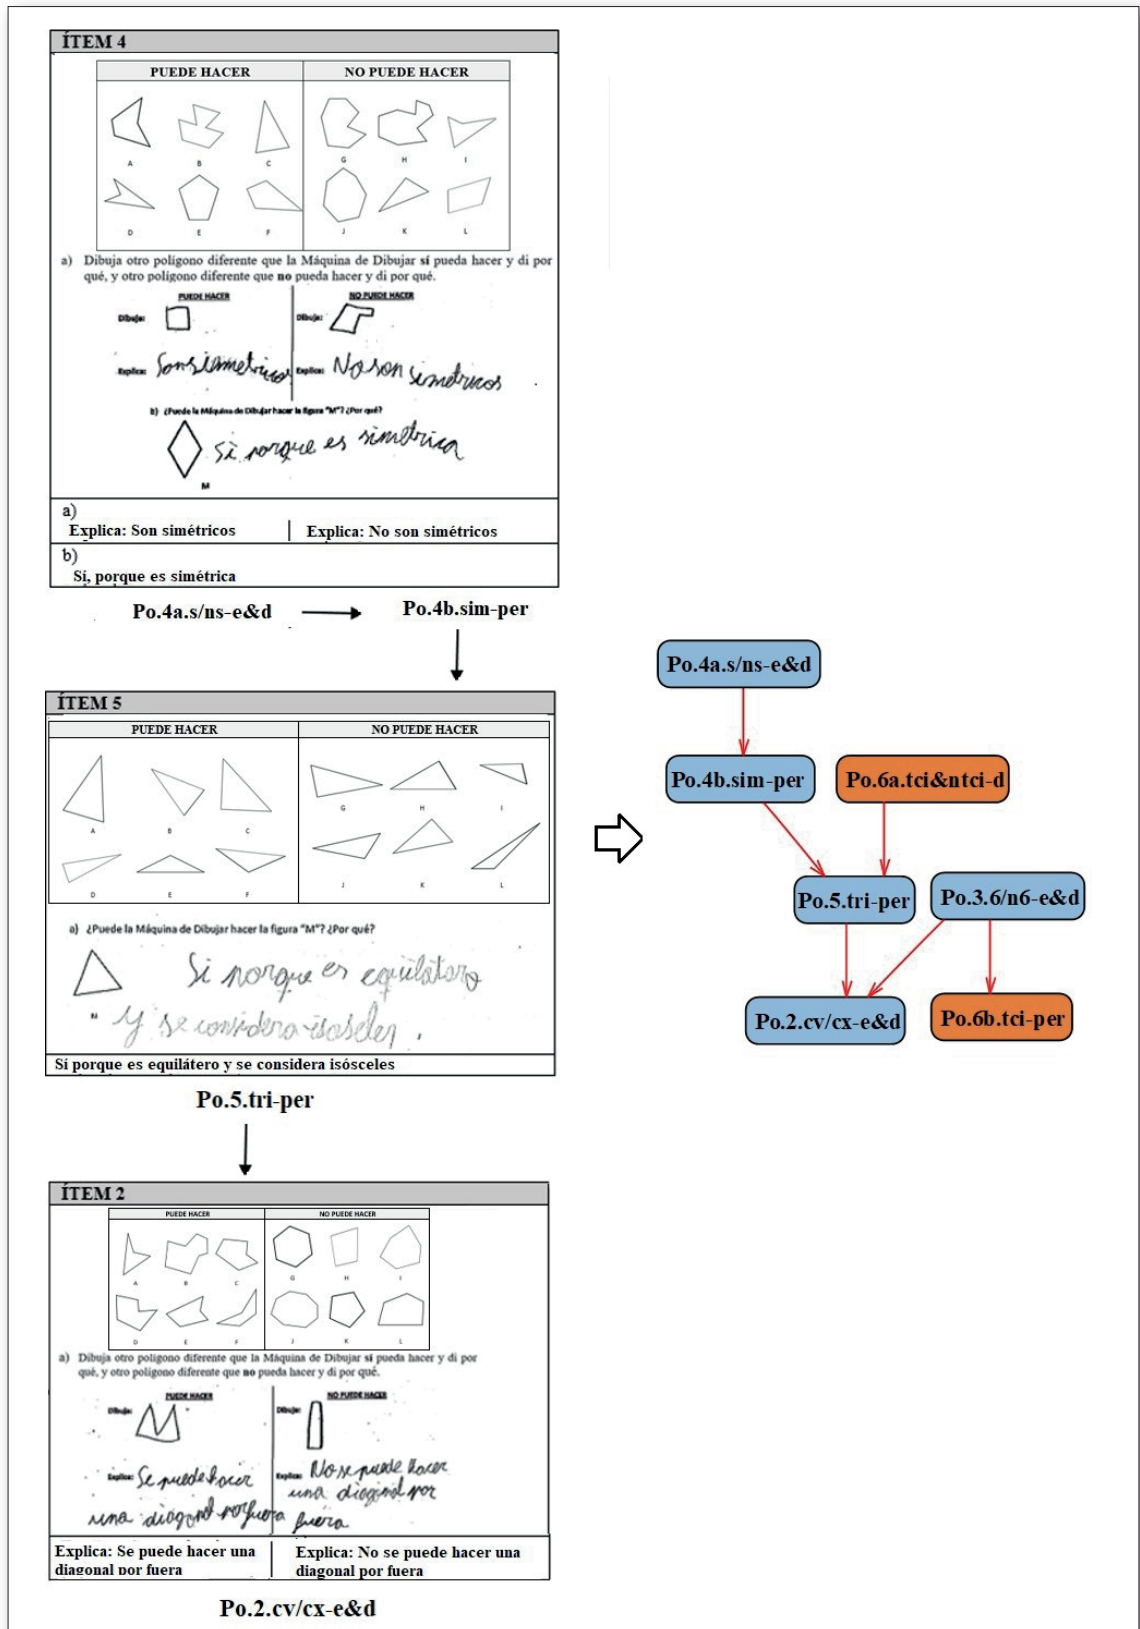 ÍTEM 4
PUEDE HACER NO PUEDE HACER
A B C G H I
D E F J K L
a) Dibuja otro polígono diferente que la Máquina de Dibujar sí pueda hacer y di por
qué, y otro polígono diferente que no pueda hacer y di por qué.
PUEDE HACER NO PUEDE HACER
Dibujo: Dibujo:
Explica: Son siemetricos Explica: No son simetricos
b) ¿Puede la Máquina de Dibujar hacer la figura "M"? ¿Por qué?
Si porque es simetrica
M
a)
Explica: Son simétricos Explica: No son simétricos
b)
Sí, porque es simétrica
Po.4a.s/ns-e&d Po.4b.sim-per
ÍTEM 5
PUEDE HACER NO PUEDE HACER
A B C G H I
D E F J K L
a) ¿Puede la Máquina de Dibujar hacer la figura "M"? ¿Por qué?
Si porque es equilátero
M y se considera isosceles.
Sí porque es equilátero y se considera isósceles
Po.5.tri-per
ÍTEM 2
PUEDE HACER NO PUEDE HACER
A B C G H I
D E F J K L
a) Dibuja otro polígono diferente que la Máquina de Dibujar sí pueda hacer y di por
qué, y otro polígono diferente que no pueda hacer y di por qué.
PUEDE HACER NO PUEDE HACER
Dibujo: Dibujo:
Explica: Se puede hacer Explica: No se puede hacer
una diagonal por fuera una diagonal por
fuera
Explica: Se puede hacer una Explica: No se puede hacer una
diagonal por fuera diagonal por fuera
Po.2.cv/cx-e&d
Po.4a.s/ns-e&d
Po.4b.sim-per Po.6a.tci&ntci-d
Po.5.tri-per Po.3.6/n6-e&d
Po.2.cv/cx-e&d Po.6b.tci-per